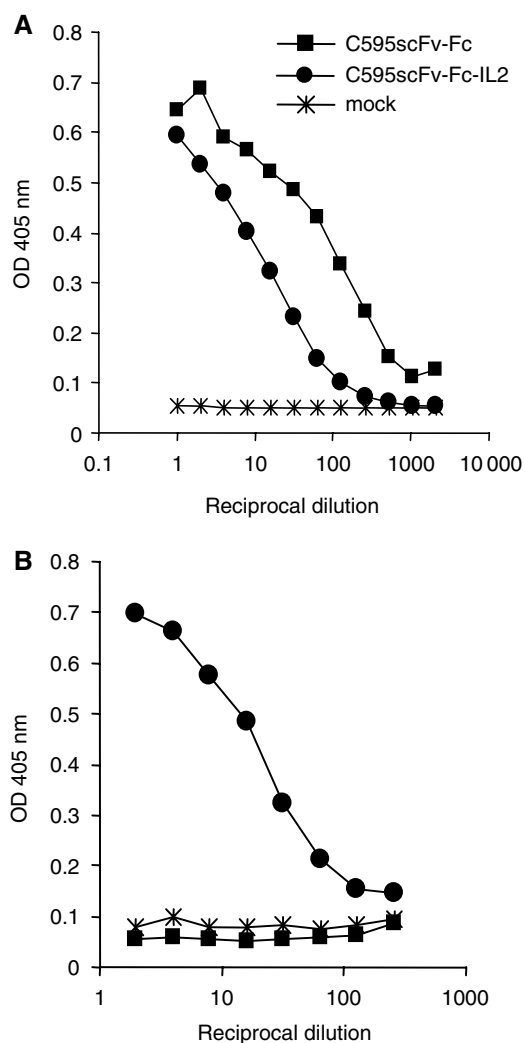 A
0.8
0.7
0.6
0.5
0.4
0.3
0.2
0.1
0
OD 405 nm
C595scFv-Fc
C595scFv-Fc-IL2
mock
0.1 1 10 100 1000 10 000
Reciprocal dilution
B
0.8
0.7
0.6
0.5
0.4
0.3
0.2
0.1
0
OD 405 nm
1 10 100 1000
Reciprocal dilution